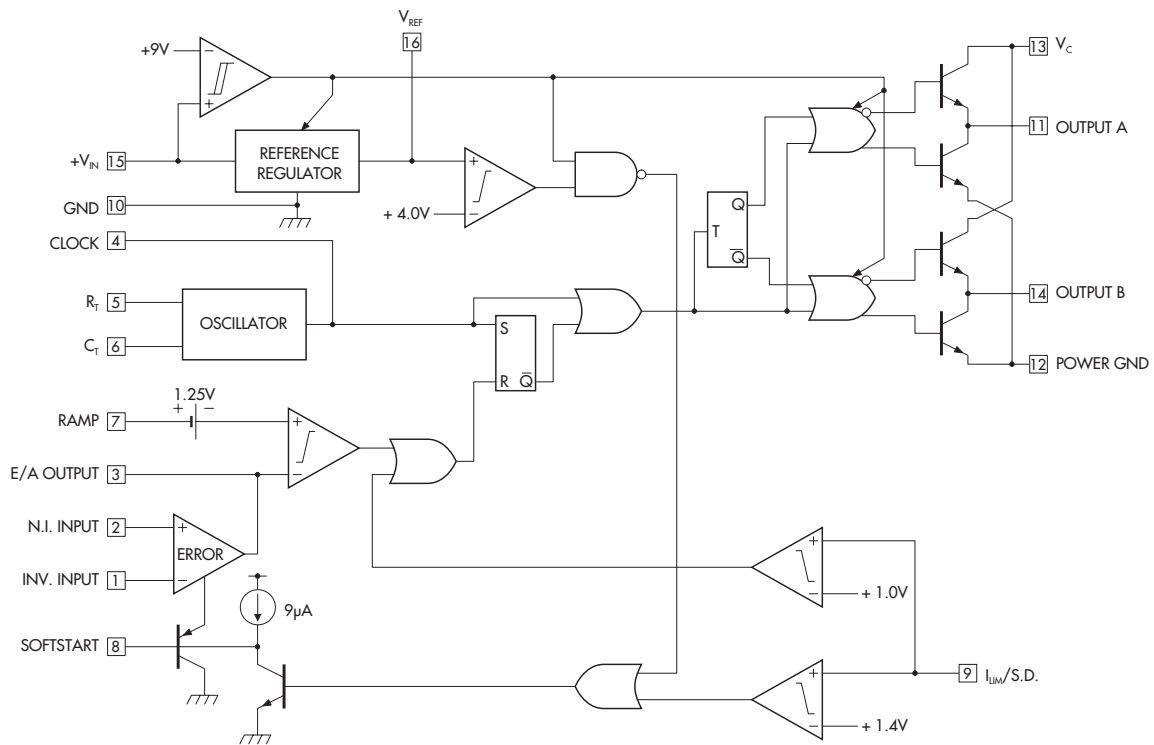 V_REF
16
+9V
−
+
13 V_C
11 OUTPUT A
+V_IN 15
REFERENCE
REGULATOR
+
−
+ 4.0V
GND 10
CLOCK 4
Q
T
Q̅
R_T 5
OSCILLATOR
C_T 6
S
R Q̅
14 OUTPUT B
12 POWER GND
1.25V
+ −
RAMP 7
+
−
E/A OUTPUT 3
N.I. INPUT 2
+
ERROR
−
INV. INPUT 1
9µA
SOFTSTART 8
+
−
+ 1.0V
+
−
+ 1.4V
9 I_LIM/S.D.